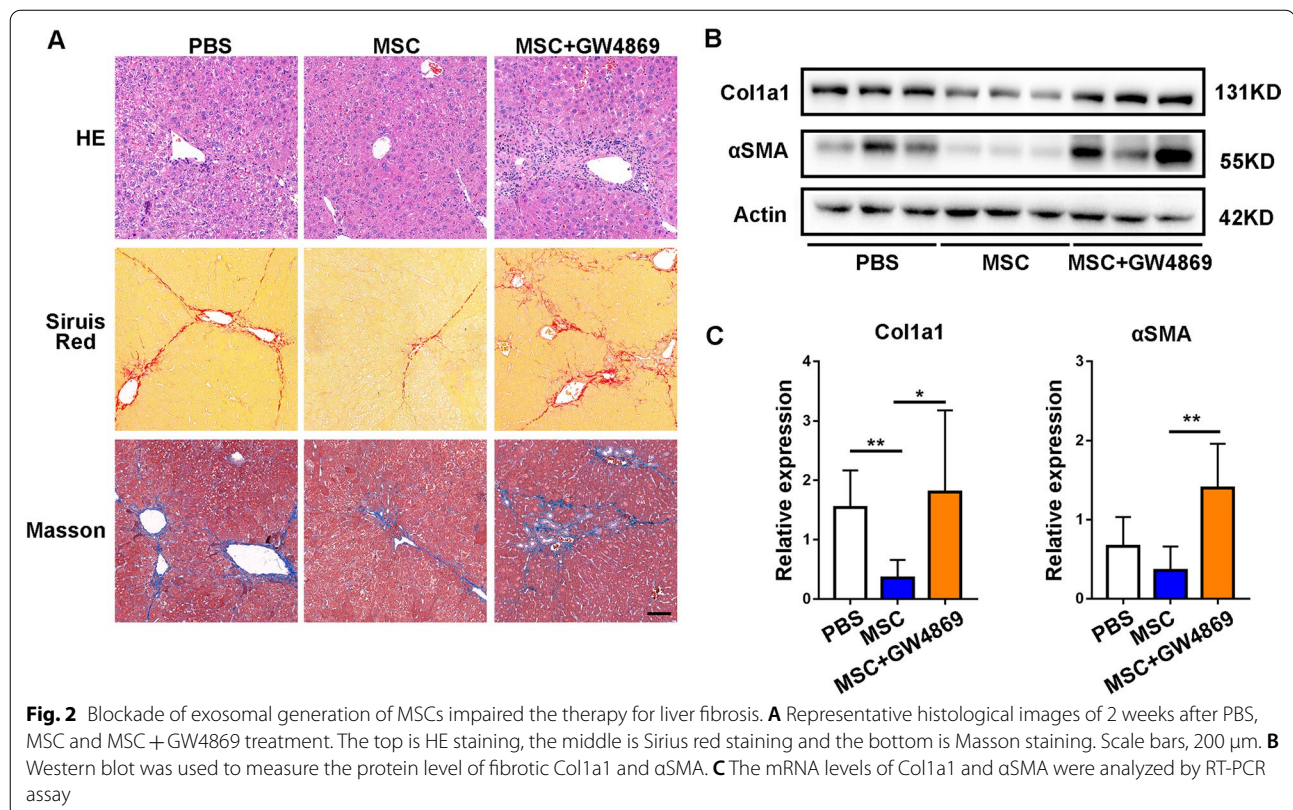 A
PBS MSC MSC+GW4869
HE
Siruis
Red
Masson
B
Col1a1 131KD
αSMA 55KD
Actin 42KD
PBS MSC MSC+GW4869
C
Col1a1
Relative expression
4
3
2
1
0
**
*
PBS
MSC
MSC+GW4869
αSMA
Relative expression
3
2
1
0
**
PBS
MSC
MSC+GW4869
Fig. 2 Blockade of exosomal generation of MSCs impaired the therapy for liver fibrosis. A Representative histological images of 2 weeks after PBS,
MSC and MSC + GW4869 treatment. The top is HE staining, the middle is Sirius red staining and the bottom is Masson staining. Scale bars, 200 μm. B
Western blot was used to measure the protein level of fibrotic Col1a1 and αSMA. C The mRNA levels of Col1a1 and αSMA were analyzed by RT-PCR
assay